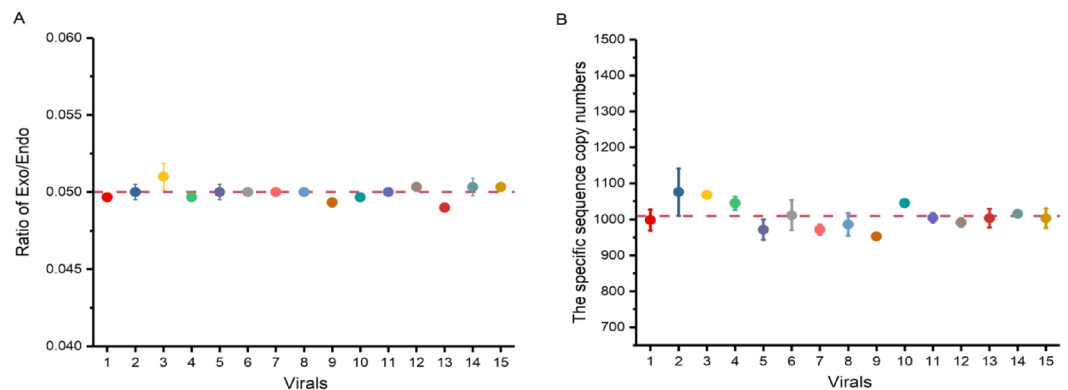 A
Ratio of Exo/Endo
0.060
0.055
0.050
0.045
0.040
1 2 3 4 5 6 7 8 9 10 11 12 13 14 15
Virals
B
The specific sequence copy numbers
1500
1400
1300
1200
1100
1000
900
800
700
1 2 3 4 5 6 7 8 9 10 11 12 13 14 15
Virals